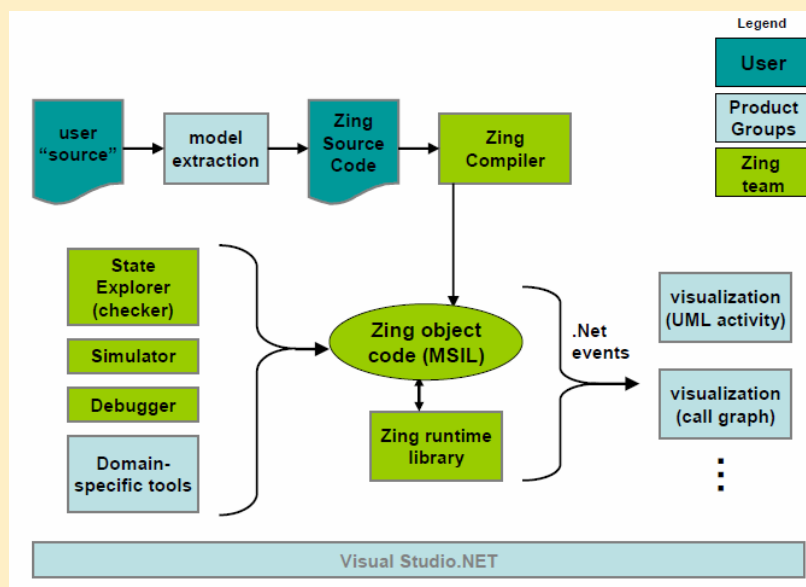 Legend
User
Product
Groups
Zing
team
user
“source”
model
extraction
Zing
Source
Code
Zing
Compiler
State
Explorer
(checker)
Simulator
Debugger
Domain-
specific tools
Zing object
code (MSIL)
Zing runtime
library
.Net
events
visualization
(UML activity)
visualization
(call graph)
Visual Studio.NET